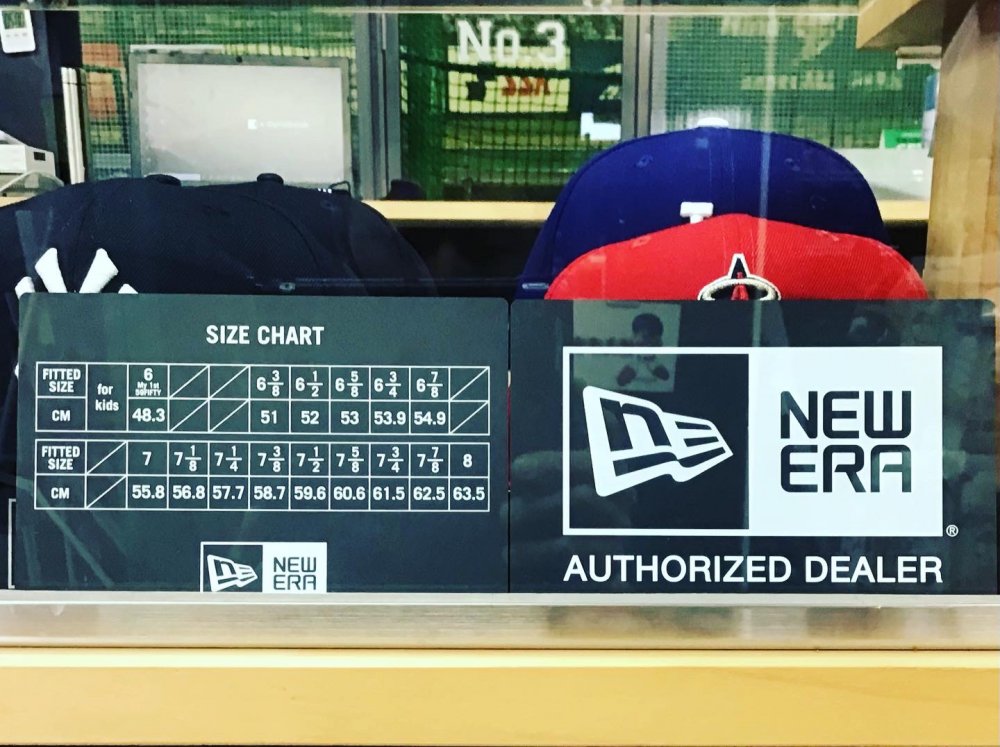 No.3
SIZE CHART
FITTED SIZE for kids 6 My 1st 59FIFTY 6 3/8 6 1/2 6 5/8 6 3/4 6 7/8
CM 48.3 51 52 53 53.9 54.9
FITTED SIZE 7 7 1/8 7 1/4 7 3/8 7 1/2 7 5/8 7 3/4 7 7/8 8
CM 55.8 56.8 57.7 58.7 59.6 60.6 61.5 62.5 63.5
NEW
ERA
NEW
ERA
®
AUTHORIZED DEALER